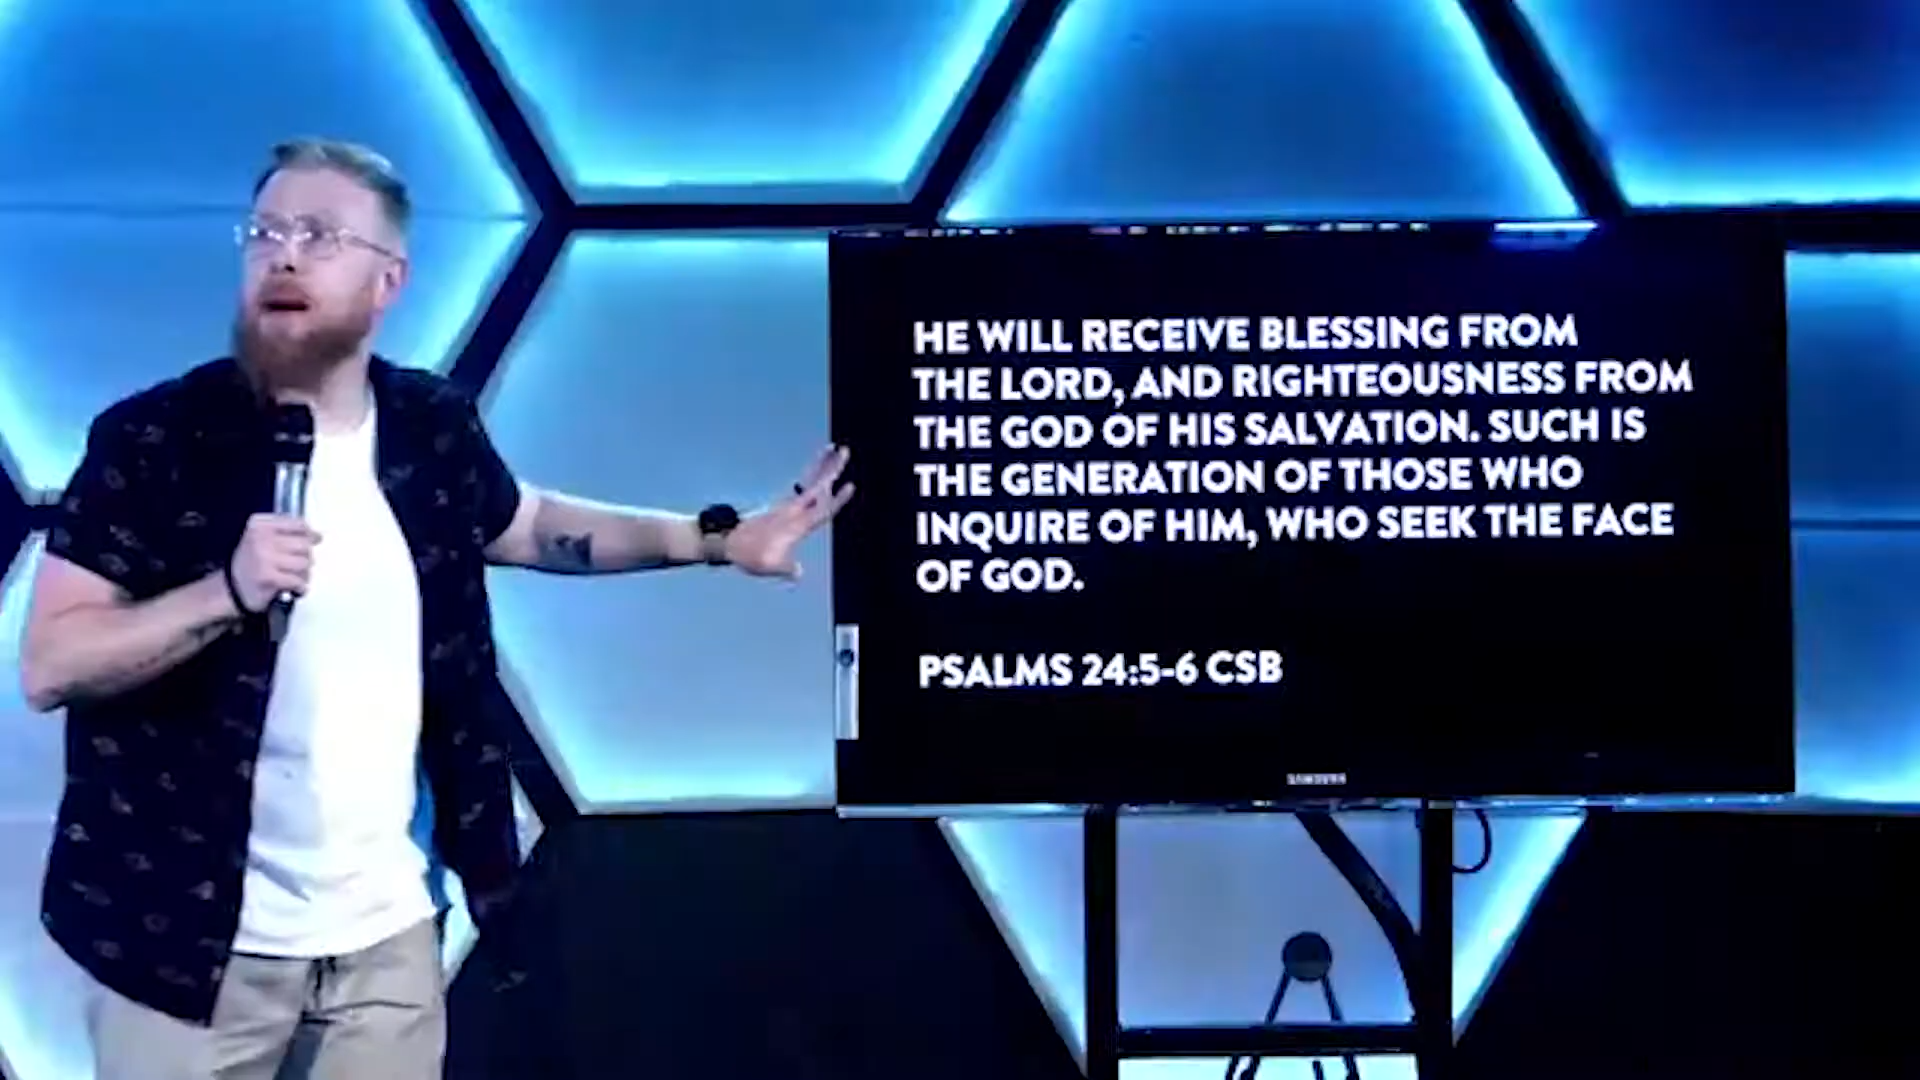 HE WILL RECEIVE BLESSING FROM
THE LORD, AND RIGHTEOUSNESS FROM
THE GOD OF HIS SALVATION. SUCH IS
THE GENERATION OF THOSE WHO
INQUIRE OF HIM, WHO SEEK THE FACE
OF GOD.
PSALMS 24:5-6 CSB
SAMSUNG